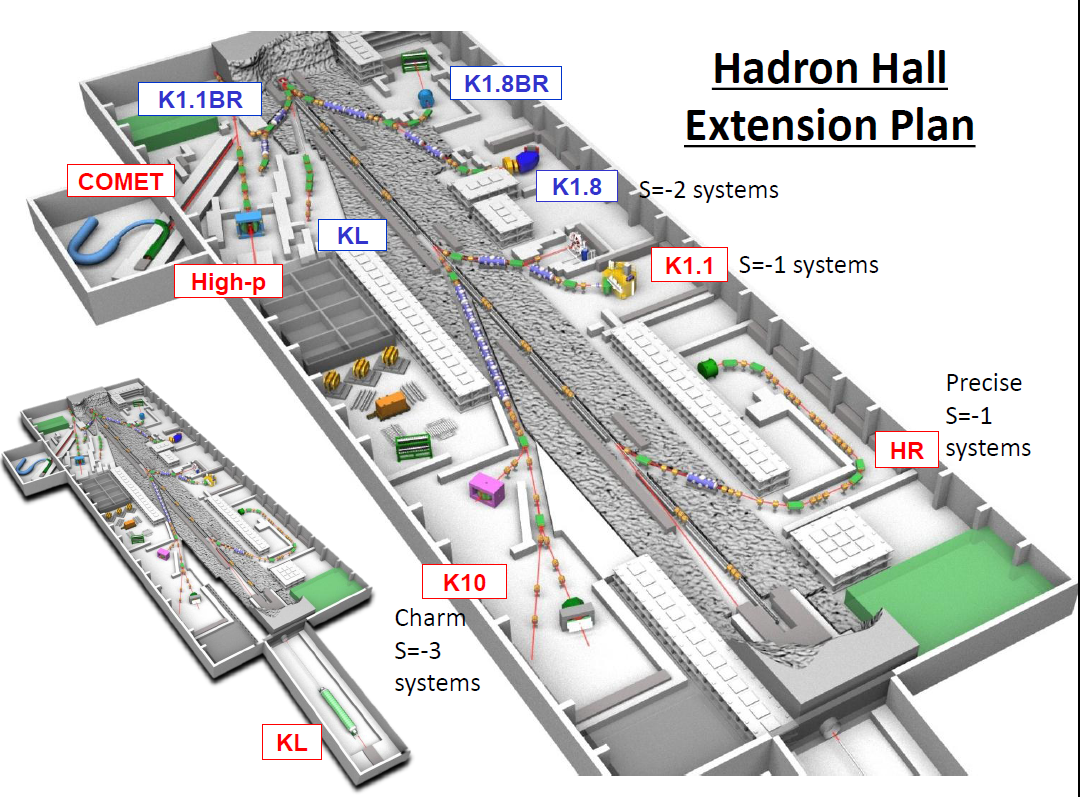 Hadron Hall
Extension Plan
K1.1BR
K1.8BR
COMET
K1.8
S=-2 systems
KL
High-p
K1.1
S=-1 systems
Precise
S=-1
systems
HR
K10
Charm
S=-3
systems
KL